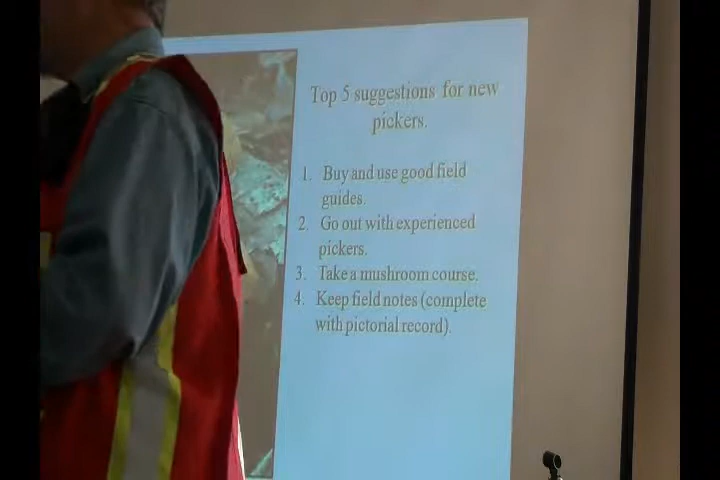 Top 5 suggestions for new
pickers.
1. Buy and use good field
guides.
2. Go out with experienced
pickers.
3. Take a mushroom course.
4. Keep field notes (complete
with pictorial record).